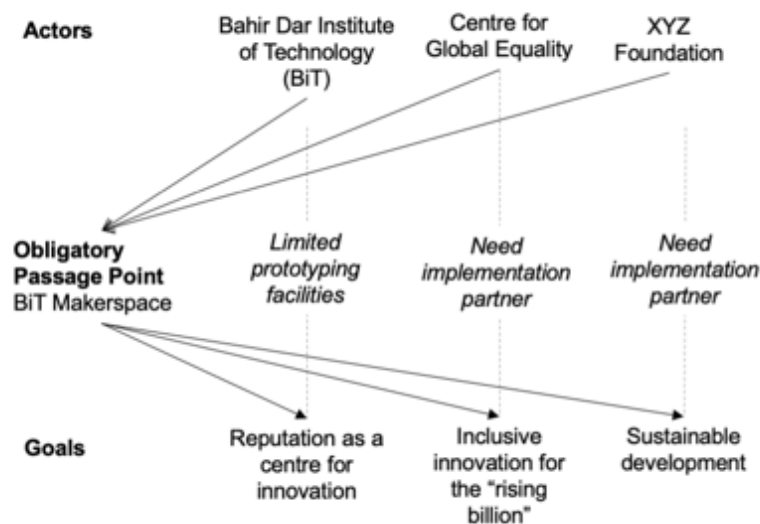 Actors
Bahir Dar Institute
of Technology
(BiT)
Centre for
Global Equality
XYZ
Foundation
Obligatory
Passage Point
BiT Makerspace
Limited
prototyping
facilities
Need
implementation
partner
Need
implementation
partner
Goals
Reputation as a
centre for
innovation
Inclusive
innovation for
the “rising
billion”
Sustainable
development